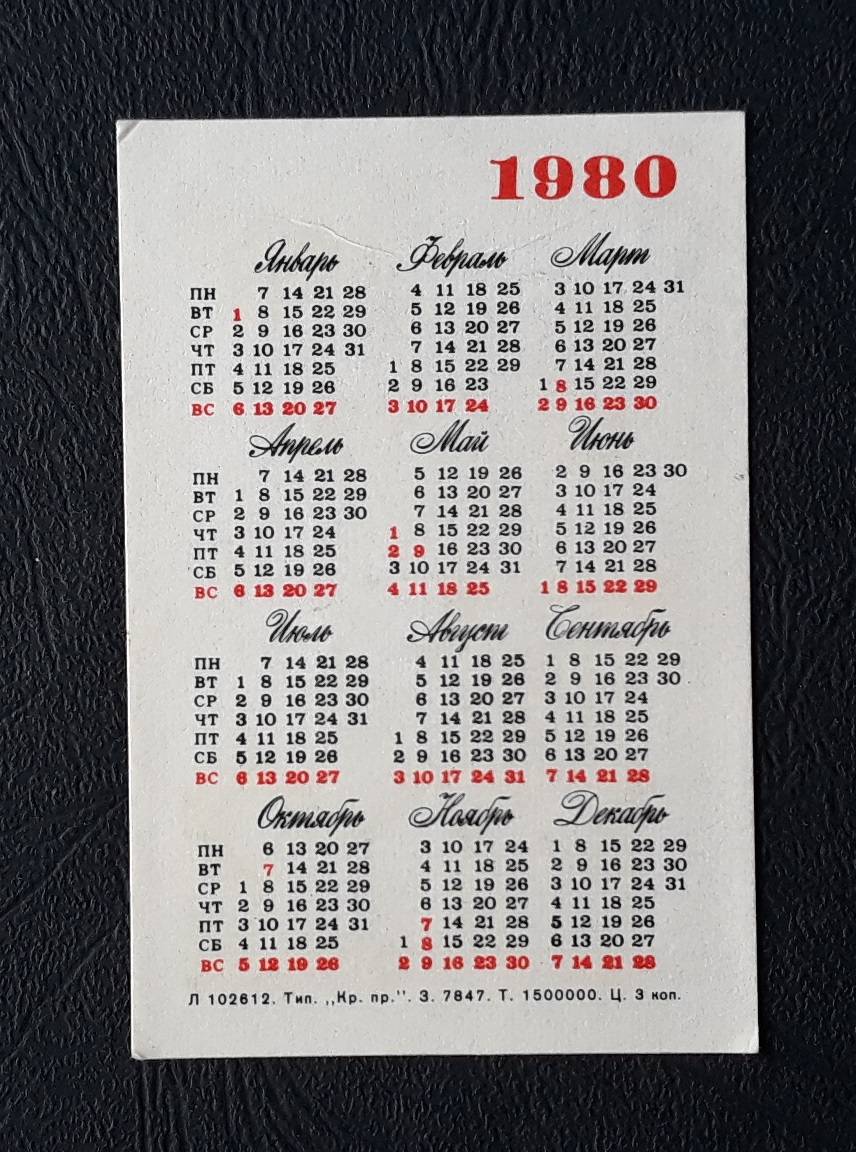 1980
Январь Февраль Март
ПН 7 14 21 28 4 11 18 25 3 10 17 24 31
ВТ 1 8 15 22 29 5 12 19 26 4 11 18 25
СР 2 9 16 23 30 6 13 20 27 5 12 19 26
ЧТ 3 10 17 24 31 7 14 21 28 6 13 20 27
ПТ 4 11 18 25 1 8 15 22 29 7 14 21 28
СБ 5 12 19 26 2 9 16 23 1 8 15 22 29
ВС 6 13 20 27 3 10 17 24 2 9 16 23 30
Апрель Май Июнь
ПН 7 14 21 28 5 12 19 26 2 9 16 23 30
ВТ 1 8 15 22 29 6 13 20 27 3 10 17 24
СР 2 9 16 23 30 7 14 21 28 4 11 18 25
ЧТ 3 10 17 24 1 8 15 22 29 5 12 19 26
ПТ 4 11 18 25 2 9 16 23 30 6 13 20 27
СБ 5 12 19 26 3 10 17 24 31 7 14 21 28
ВС 6 13 20 27 4 11 18 25 1 8 15 22 29
Июль Август Сентябрь
ПН 7 14 21 28 4 11 18 25 1 8 15 22 29
ВТ 1 8 15 22 29 5 12 19 26 2 9 16 23 30
СР 2 9 16 23 30 6 13 20 27 3 10 17 24
ЧТ 3 10 17 24 31 7 14 21 28 4 11 18 25
ПТ 4 11 18 25 1 8 15 22 29 5 12 19 26
СБ 5 12 19 26 2 9 16 23 30 6 13 20 27
ВС 6 13 20 27 3 10 17 24 31 7 14 21 28
Октябрь Ноябрь Декабрь
ПН 6 13 20 27 3 10 17 24 1 8 15 22 29
ВТ 7 14 21 28 4 11 18 25 2 9 16 23 30
СР 1 8 15 22 29 5 12 19 26 3 10 17 24 31
ЧТ 2 9 16 23 30 6 13 20 27 4 11 18 25
ПТ 3 10 17 24 31 7 14 21 28 5 12 19 26
СБ 4 11 18 25 1 8 15 22 29 6 13 20 27
ВС 5 12 19 26 2 9 16 23 30 7 14 21 28
Л 102612. Тип. ,,Кр. пр.". З. 7847. Т. 1500000. Ц. 3 коп.